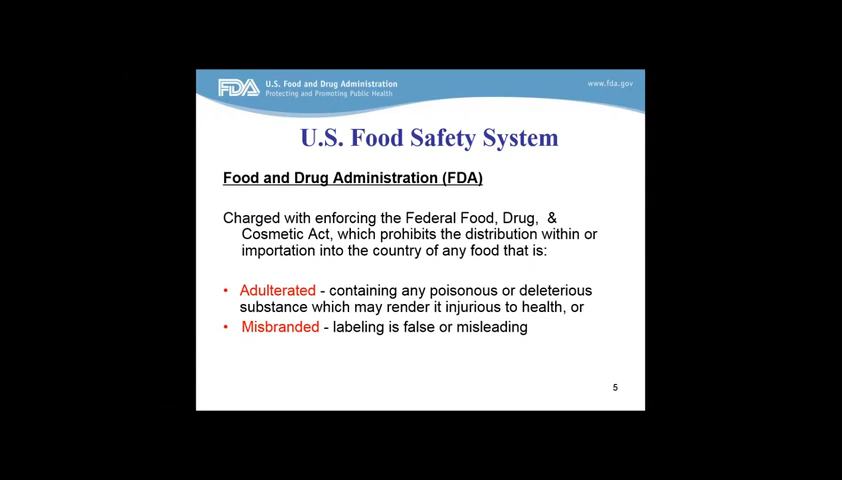 FDA U.S. Food and Drug Administration
Protecting and Promoting Public Health
www.fda.gov
U.S. Food Safety System
Food and Drug Administration (FDA)
Charged with enforcing the Federal Food, Drug, &
Cosmetic Act, which prohibits the distribution within or
importation into the country of any food that is:
• Adulterated - containing any poisonous or deleterious
substance which may render it injurious to health, or
• Misbranded - labeling is false or misleading
5